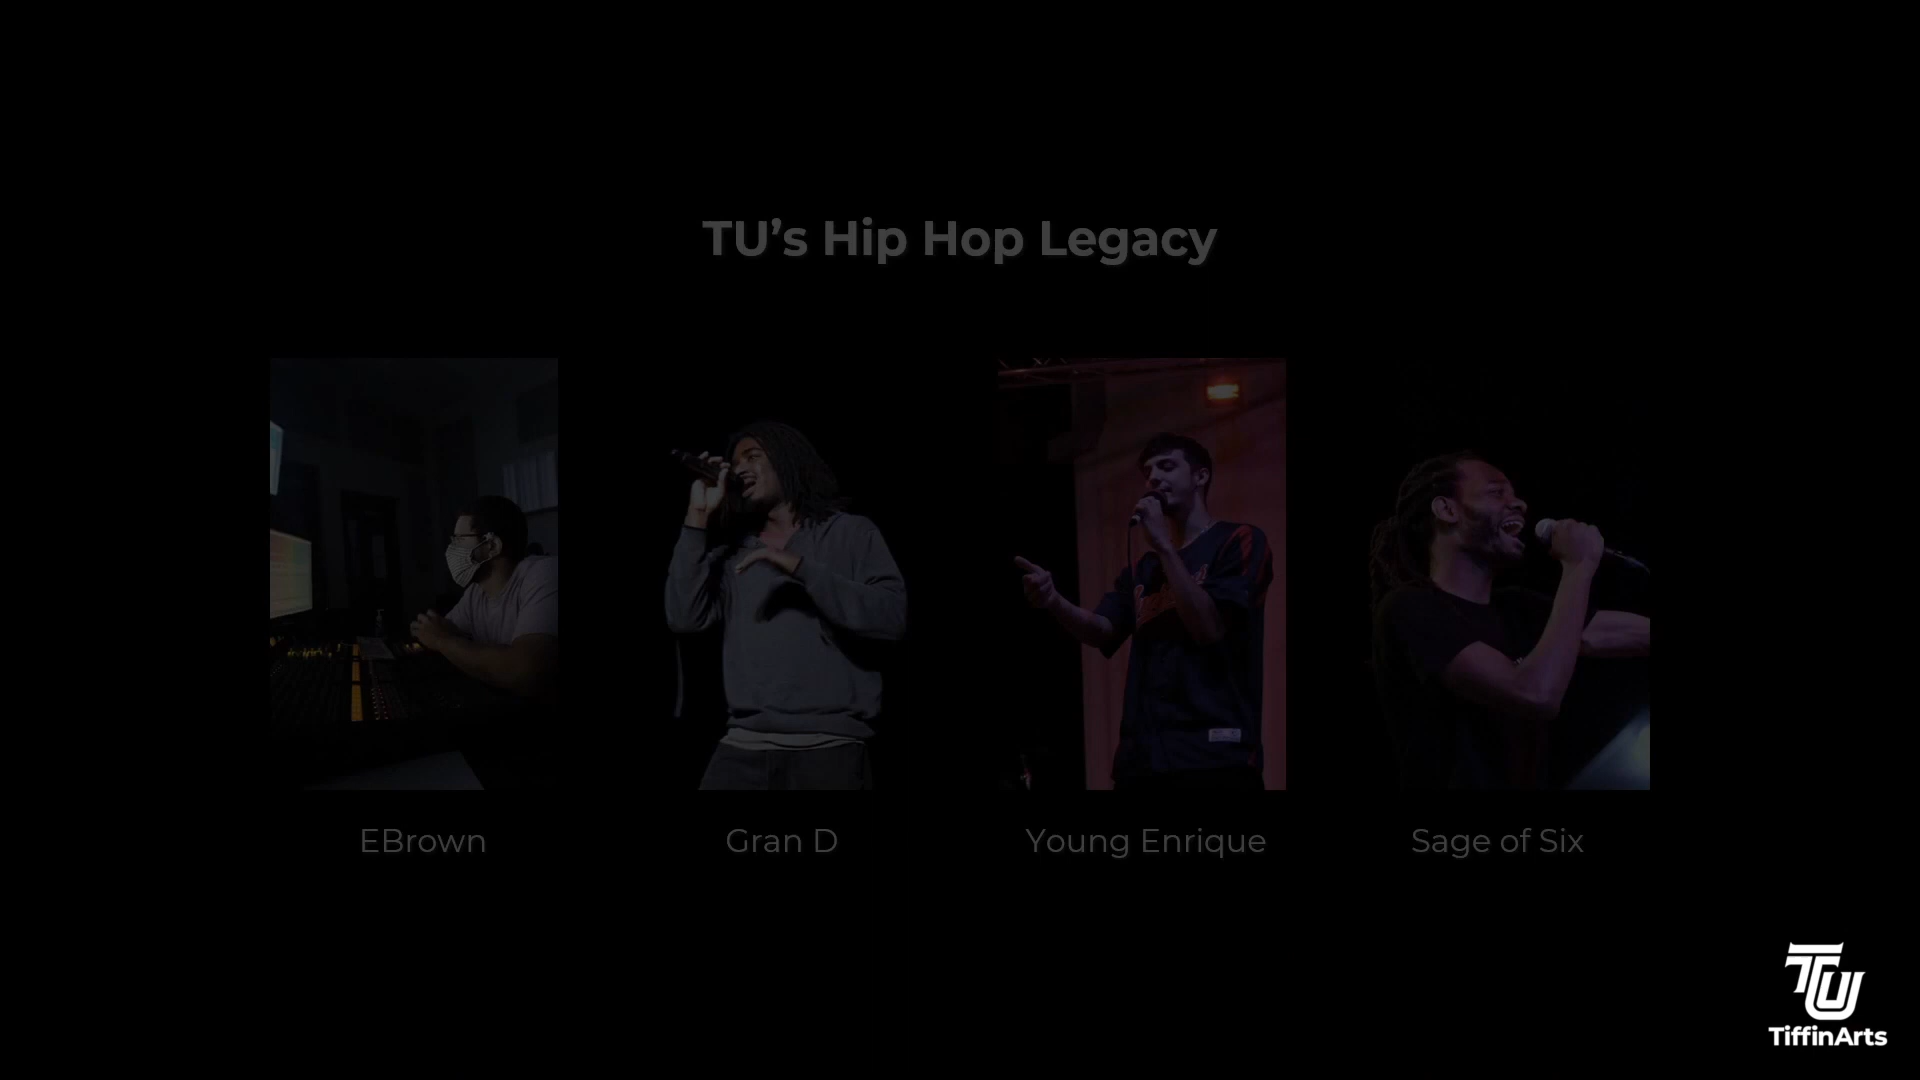 TU’s Hip Hop Legacy
EBrown
Gran D
Young Enrique
Sage of Six
TU
TiffinArts